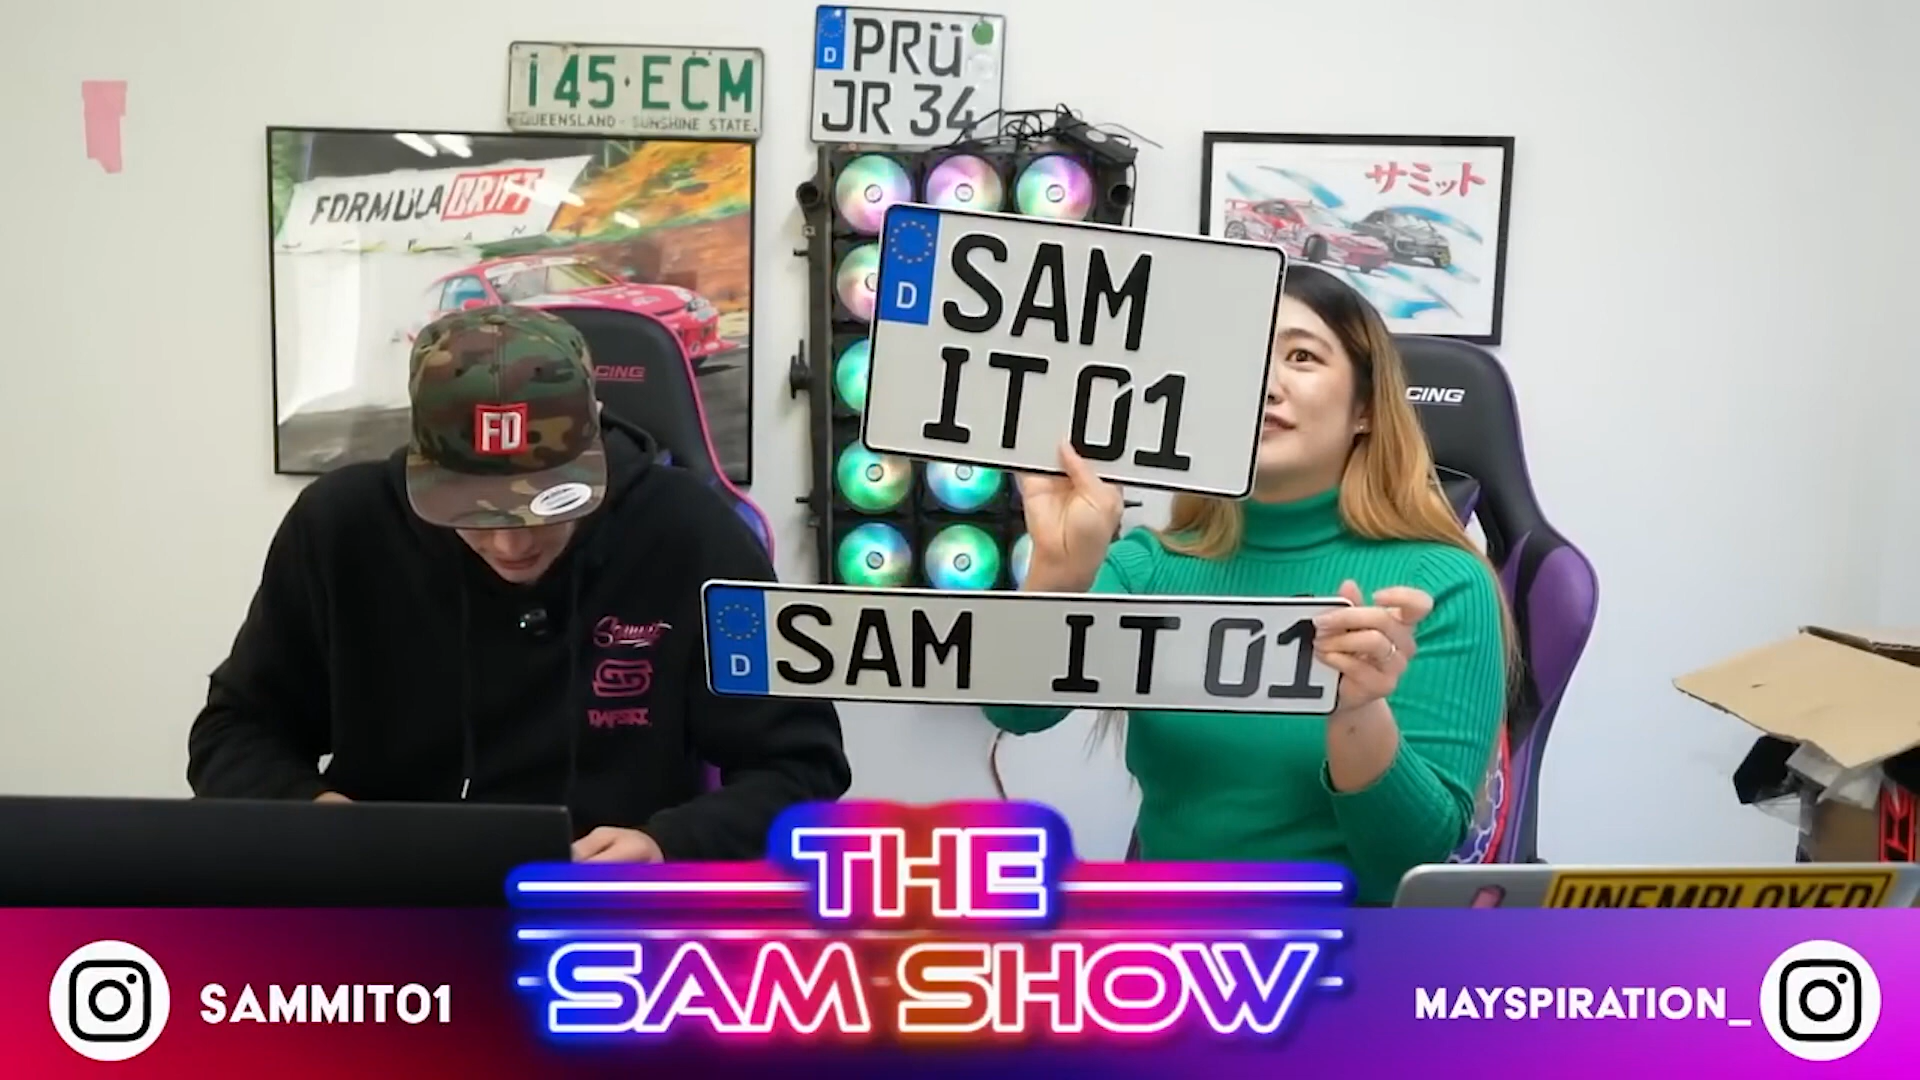 145·ECM
QUEENSLAND - SUNSHINE STATE.
D
PRÜ
JR 34
FORMULA DRIFT
J A P A N
サミット
D
SAM
IT 01
CING
CING
FD
D
SAM IT 01
Sammit
UNEMPLOYED
THE
SAM SHOW
SAMMIT01
MAYSPIRATION_